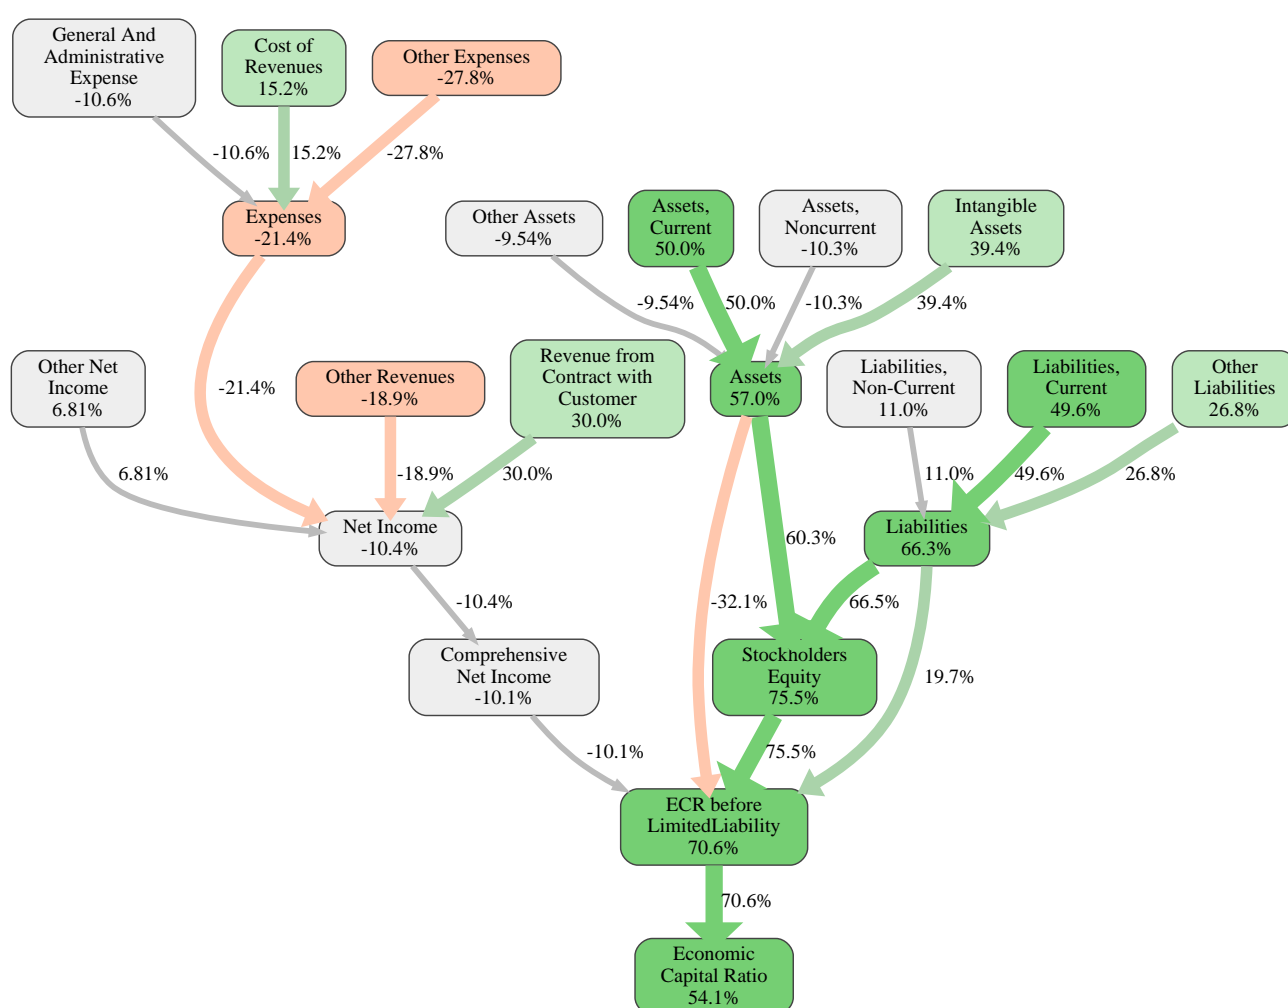 General And
Administrative
Expense
-10.6%
Cost of
Revenues
15.2%
Other Expenses
-27.8%
-10.6%
15.2%
-27.8%
Expenses
-21.4%
Other Assets
-9.54%
Assets,
Current
50.0%
Assets,
Noncurrent
-10.3%
Intangible
Assets
39.4%
-9.54%
50.0%
-10.3%
39.4%
Other Net
Income
6.81%
-21.4%
Other Revenues
-18.9%
Revenue from
Contract with
Customer
30.0%
Assets
57.0%
Liabilities,
Non-Current
11.0%
Liabilities,
Current
49.6%
Other
Liabilities
26.8%
6.81%
-18.9%
30.0%
11.0%
49.6%
26.8%
Net Income
-10.4%
60.3%
Liabilities
66.3%
-10.4%
-32.1%
66.5%
Comprehensive
Net Income
-10.1%
Stockholders
Equity
75.5%
19.7%
-10.1%
75.5%
ECR before
LimitedLiability
70.6%
70.6%
Economic
Capital Ratio
54.1%